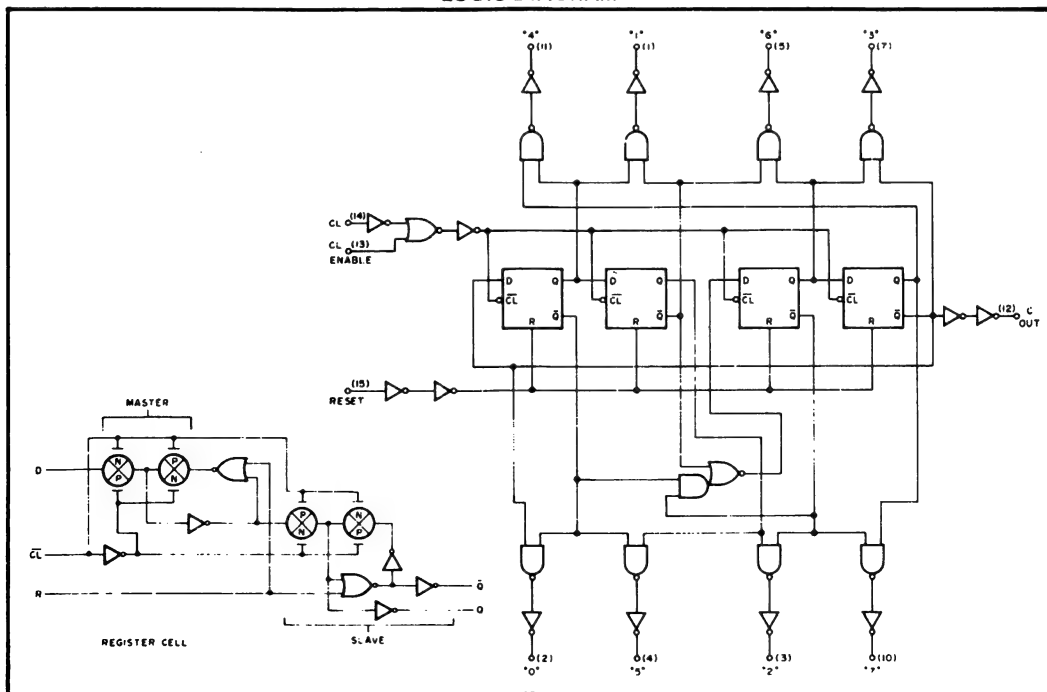 "4" "1" "6" "3"
(11) (1) (5) (7)
CL (14)
CL (13)
ENABLE
D Q D Q D Q D Q
CL CL CL CL
R Q̅ R R R Q̅
(12) C
OUT
(15)
RESET
MASTER
D N P P N
P N N P
C̅L̅
R
Q̅
Q
REGISTER CELL
SLAVE
(2) (4) (3) (10)
"0" "5" "2" "7"